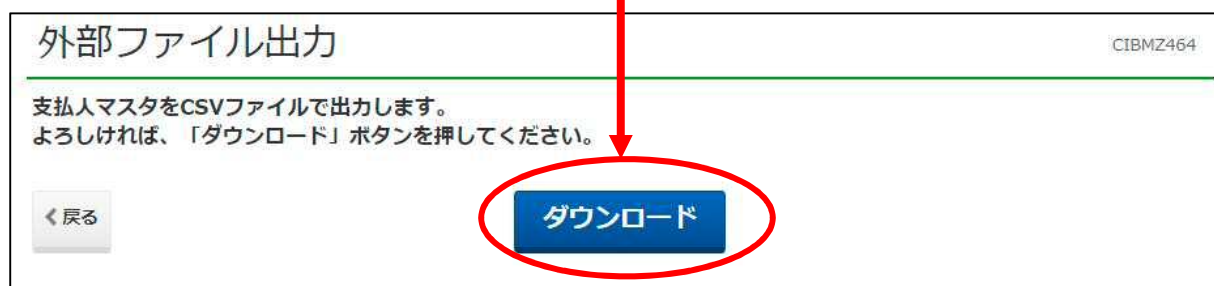 外部ファイル出力
CIBMZ464
支払人マスタをCSVファイルで出力します。
よろしければ、「ダウンロード」ボタンを押してください。
戻る
ダウンロード